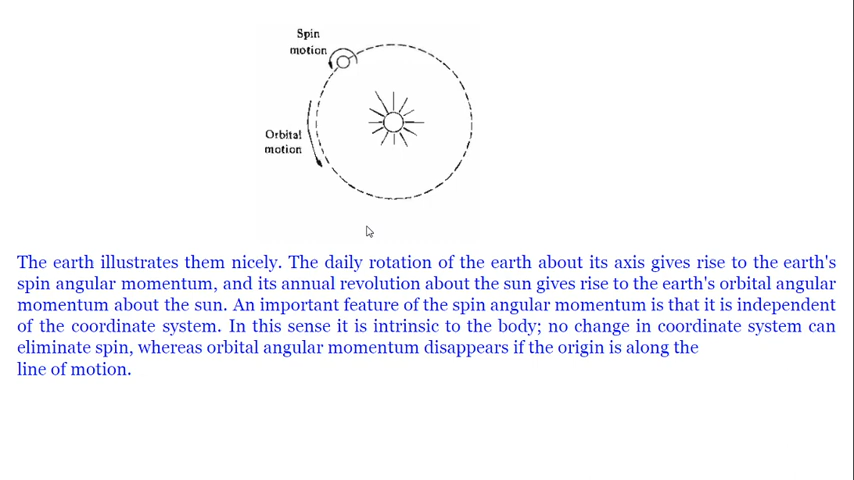 Spin
motion
Orbital
motion
The earth illustrates them nicely. The daily rotation of the earth about its axis gives rise to the earth's
spin angular momentum, and its annual revolution about the sun gives rise to the earth's orbital angular
momentum about the sun. An important feature of the spin angular momentum is that it is independent
of the coordinate system. In this sense it is intrinsic to the body; no change in coordinate system can
eliminate spin, whereas orbital angular momentum disappears if the origin is along the
line of motion.